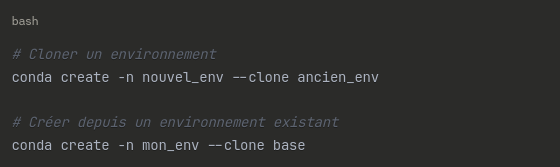 bash
# Cloner un environnement
conda create -n nouvel_env --clone ancien_env
# Créer depuis un environnement existant
conda create -n mon_env --clone base